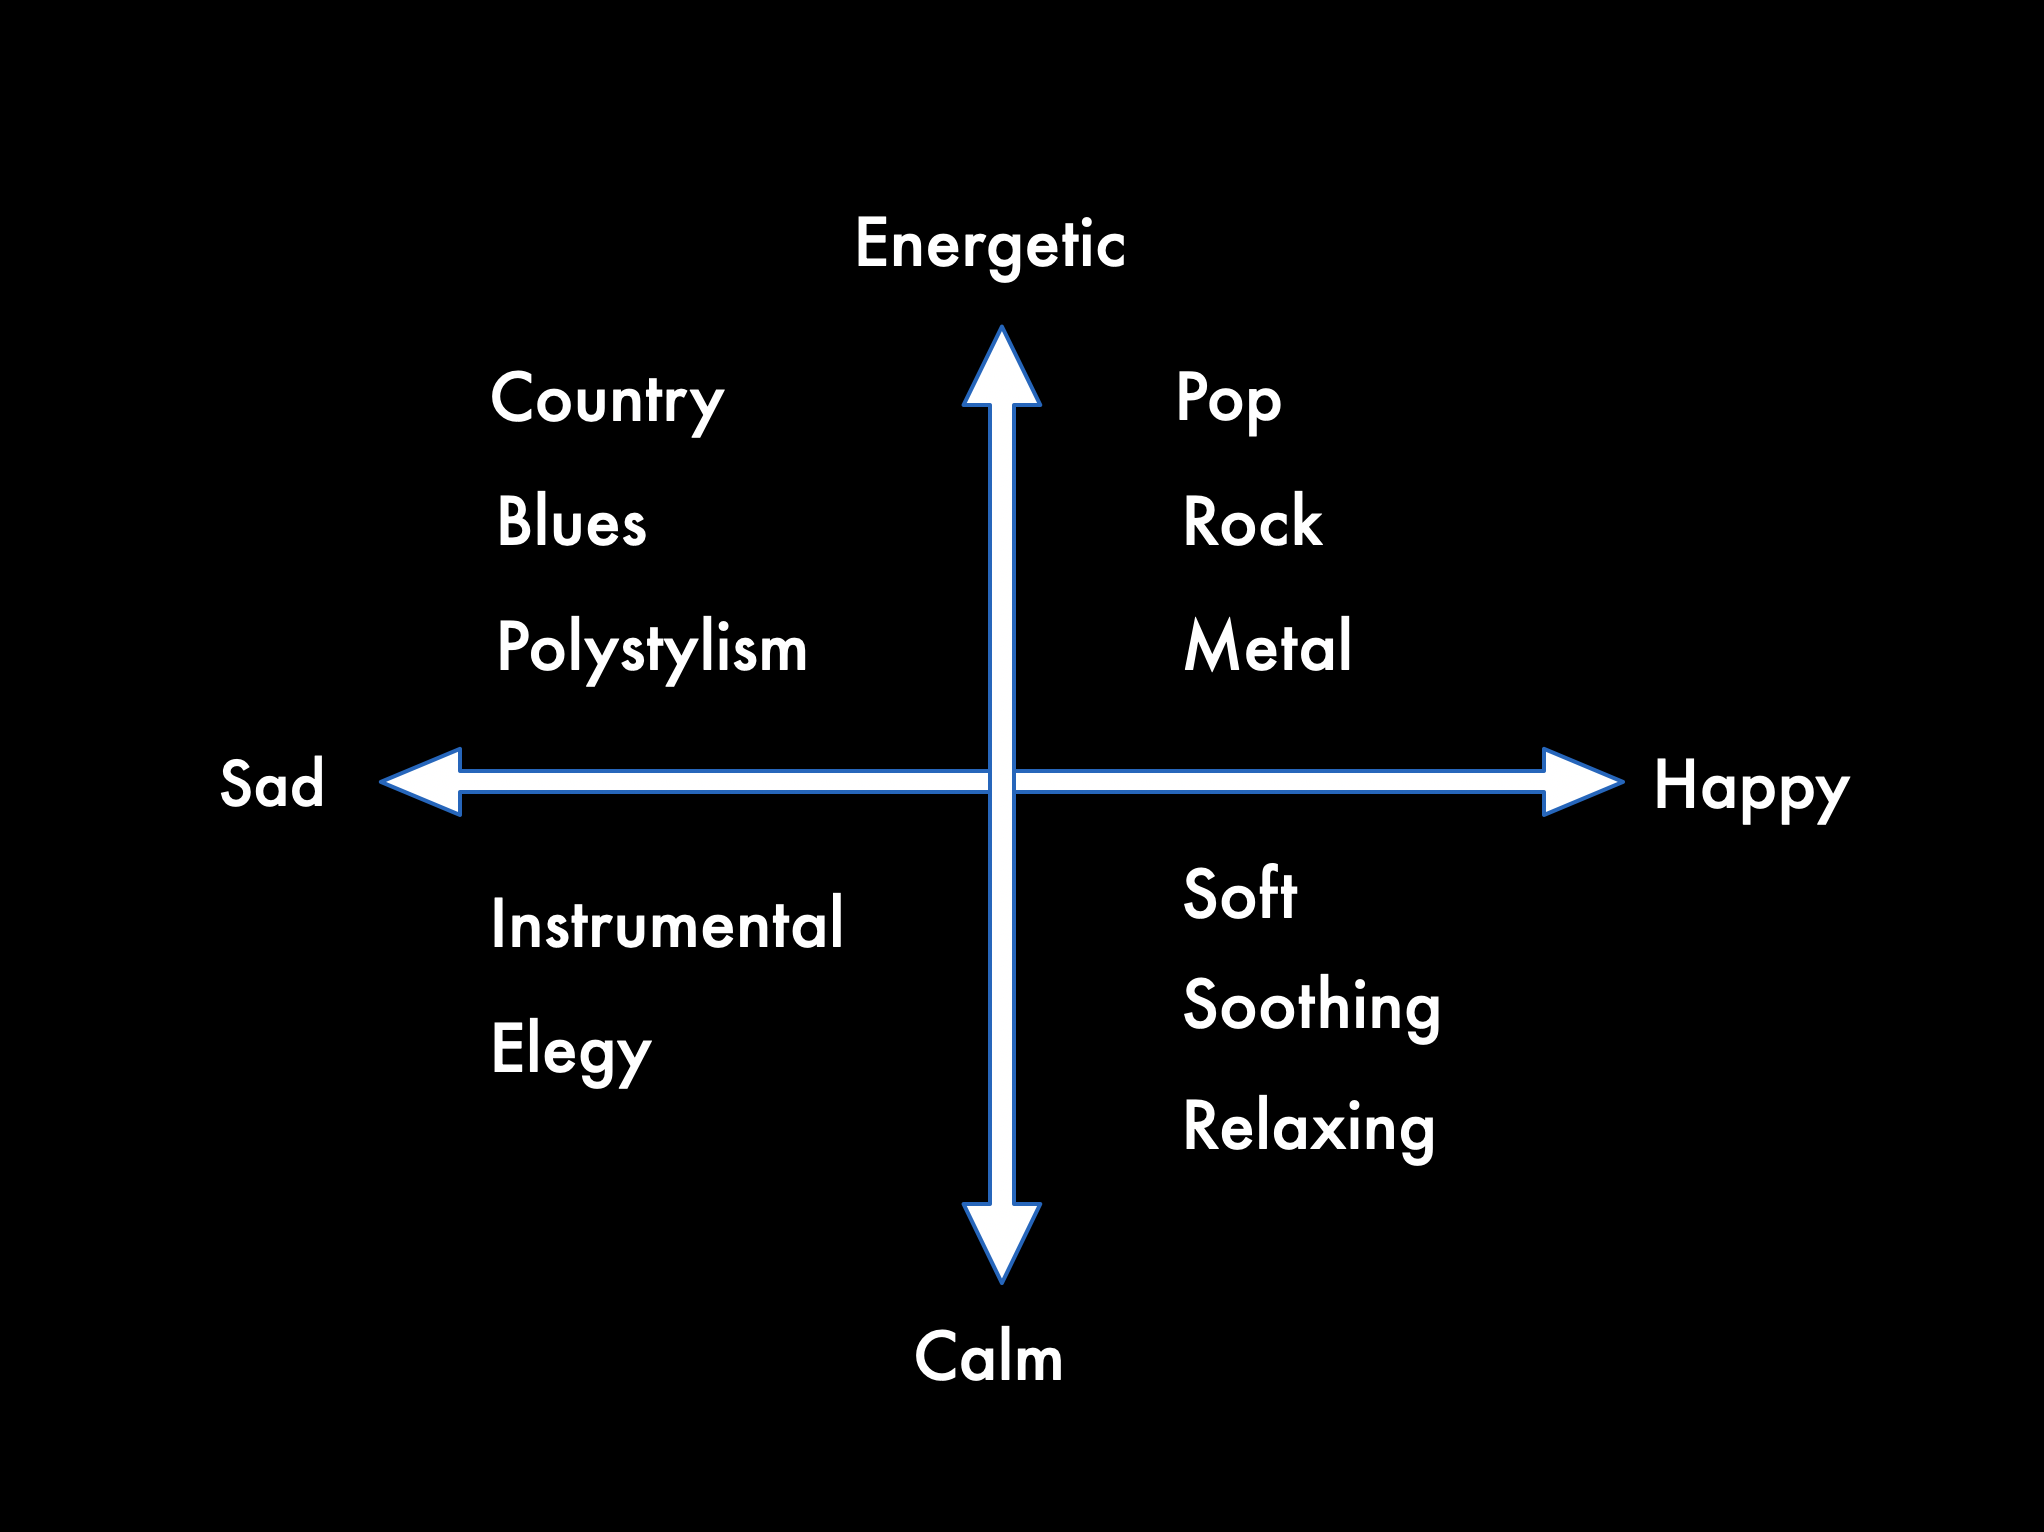 Energetic
Country
Pop
Blues
Rock
Polystylism
Metal
Sad
Happy
Instrumental
Soft
Elegy
Soothing
Relaxing
Calm